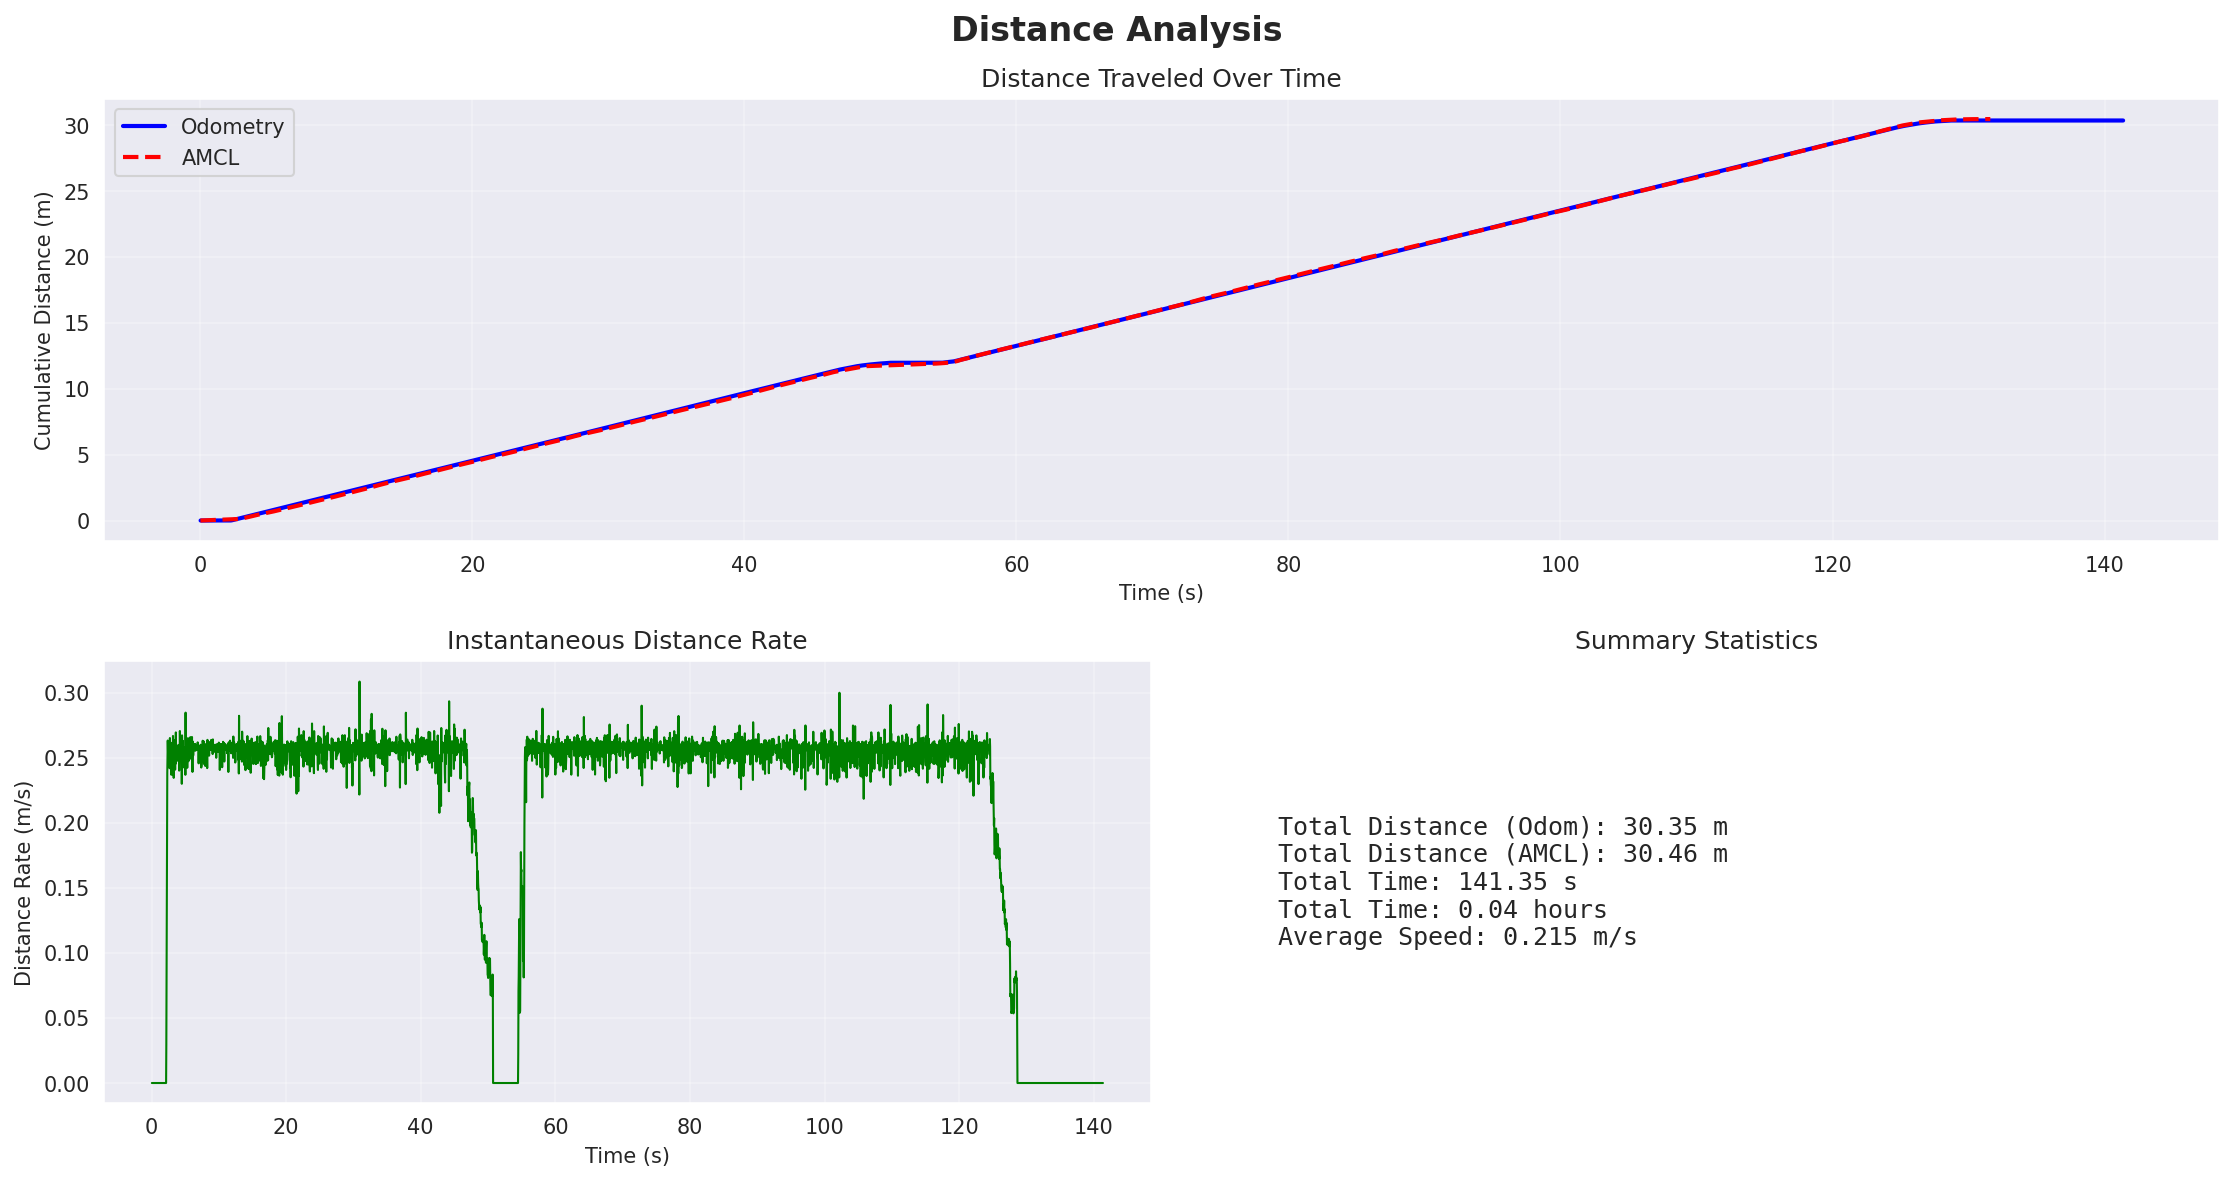 Distance Analysis
Distance Traveled Over Time
Odometry
AMCL
Cumulative Distance (m)
30
25
20
15
10
5
0
0 20 40 60 80 100 120 140
Time (s)
Instantaneous Distance Rate
Distance Rate (m/s)
0.30
0.25
0.20
0.15
0.10
0.05
0.00
0 20 40 60 80 100 120 140
Time (s)
Summary Statistics
Total Distance (Odom): 30.35 m
Total Distance (AMCL): 30.46 m
Total Time: 141.35 s
Total Time: 0.04 hours
Average Speed: 0.215 m/s